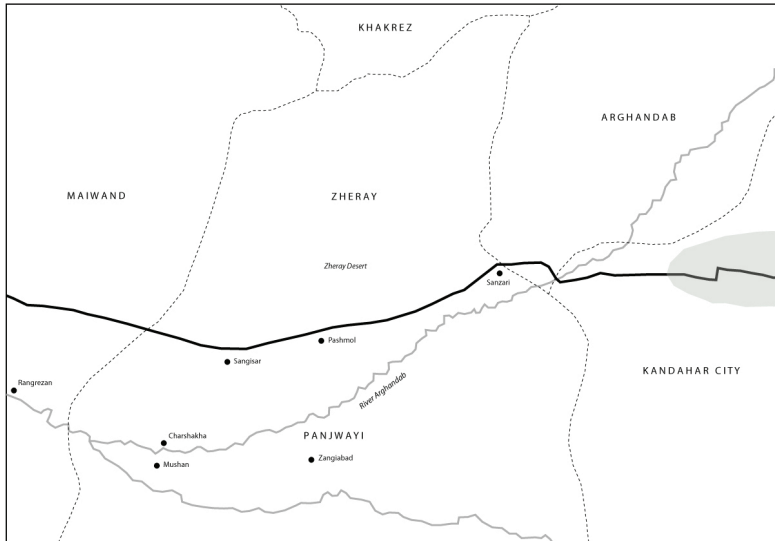 KHAKREZ
ARGHANDAB
MAIWAND
ZHERAY
Zheray Desert
Sanzari
Pashmol
Sangisar
KANDAHAR CITY
Rangrezan
River Arghandab
Charshakha
PANJWAYI
Zangiabad
Mushan